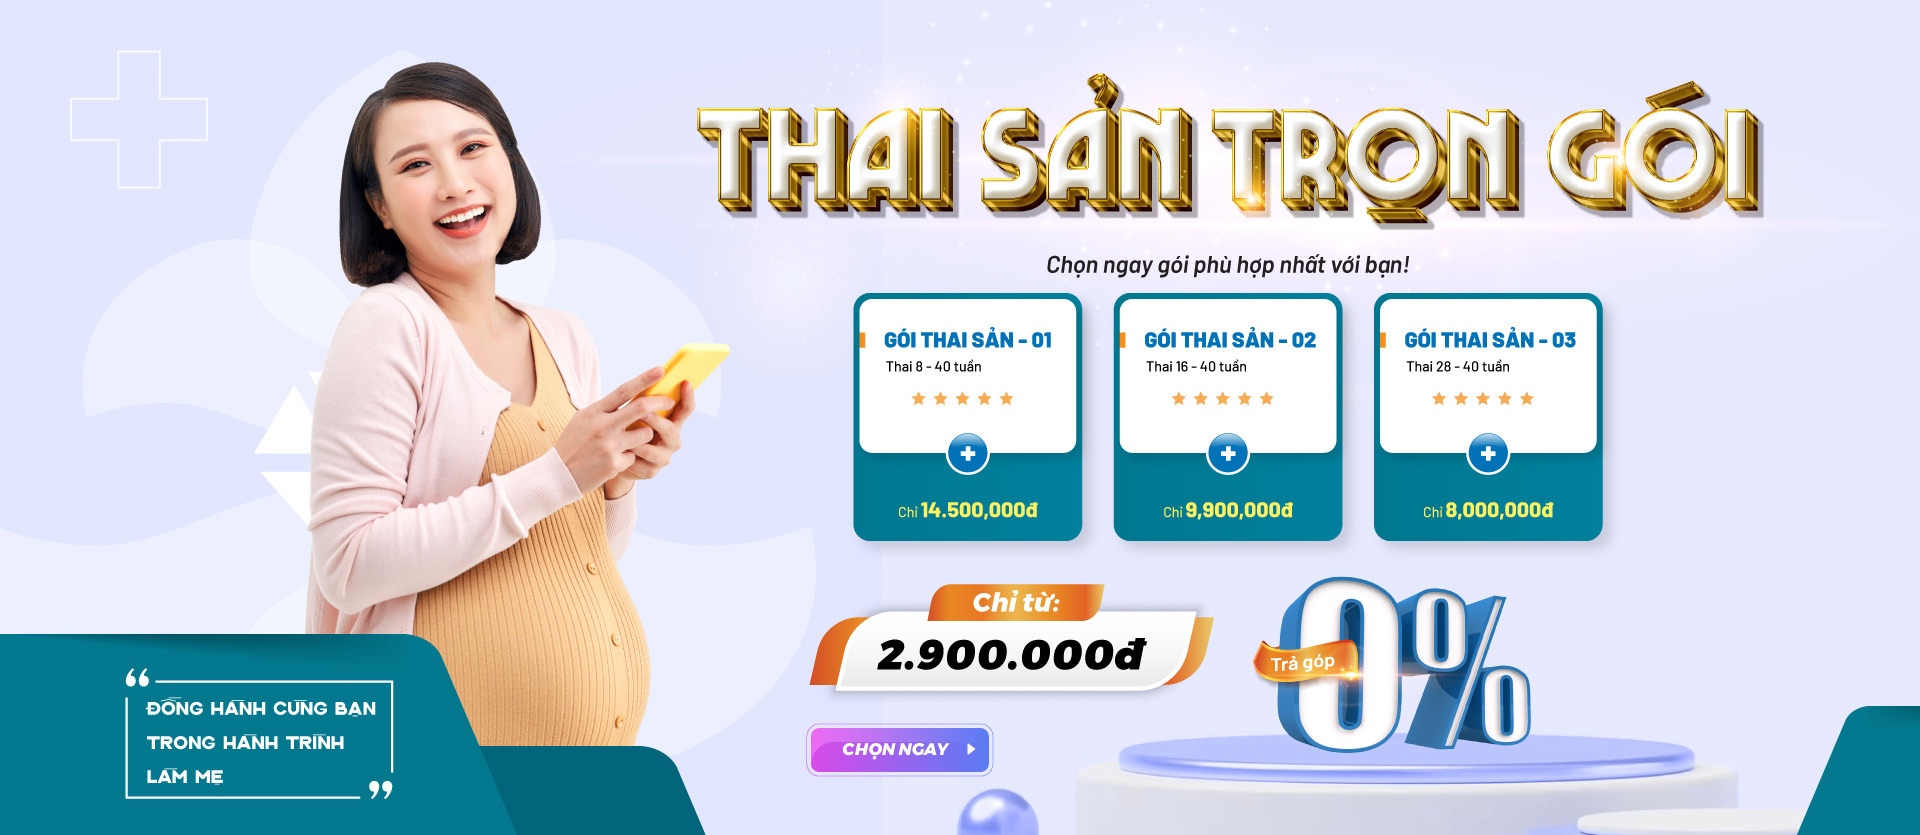 THAI SẢN TRỌN GÓI
Chọn ngay gói phù hợp nhất với bạn!
GÓI THAI SẢN - 01
Thai 8 - 40 tuần
Chỉ 14.500,000đ
GÓI THAI SẢN - 02
Thai 16 - 40 tuần
Chỉ 9,900,000đ
GÓI THAI SẢN - 03
Thai 28 - 40 tuần
Chỉ 8,000,000đ
Chỉ từ:
2.900.000đ
Trả góp
0%
CHỌN NGAY
“ĐỒNG HÀNH CÙNG BẠN
TRONG HÀNH TRÌNH
LÀM MẸ”